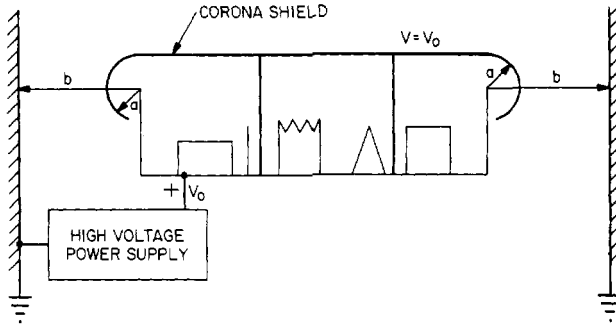 CORONA SHIELD
V = V₀
b
a
a
b
+ V₀
HIGH VOLTAGE
POWER SUPPLY